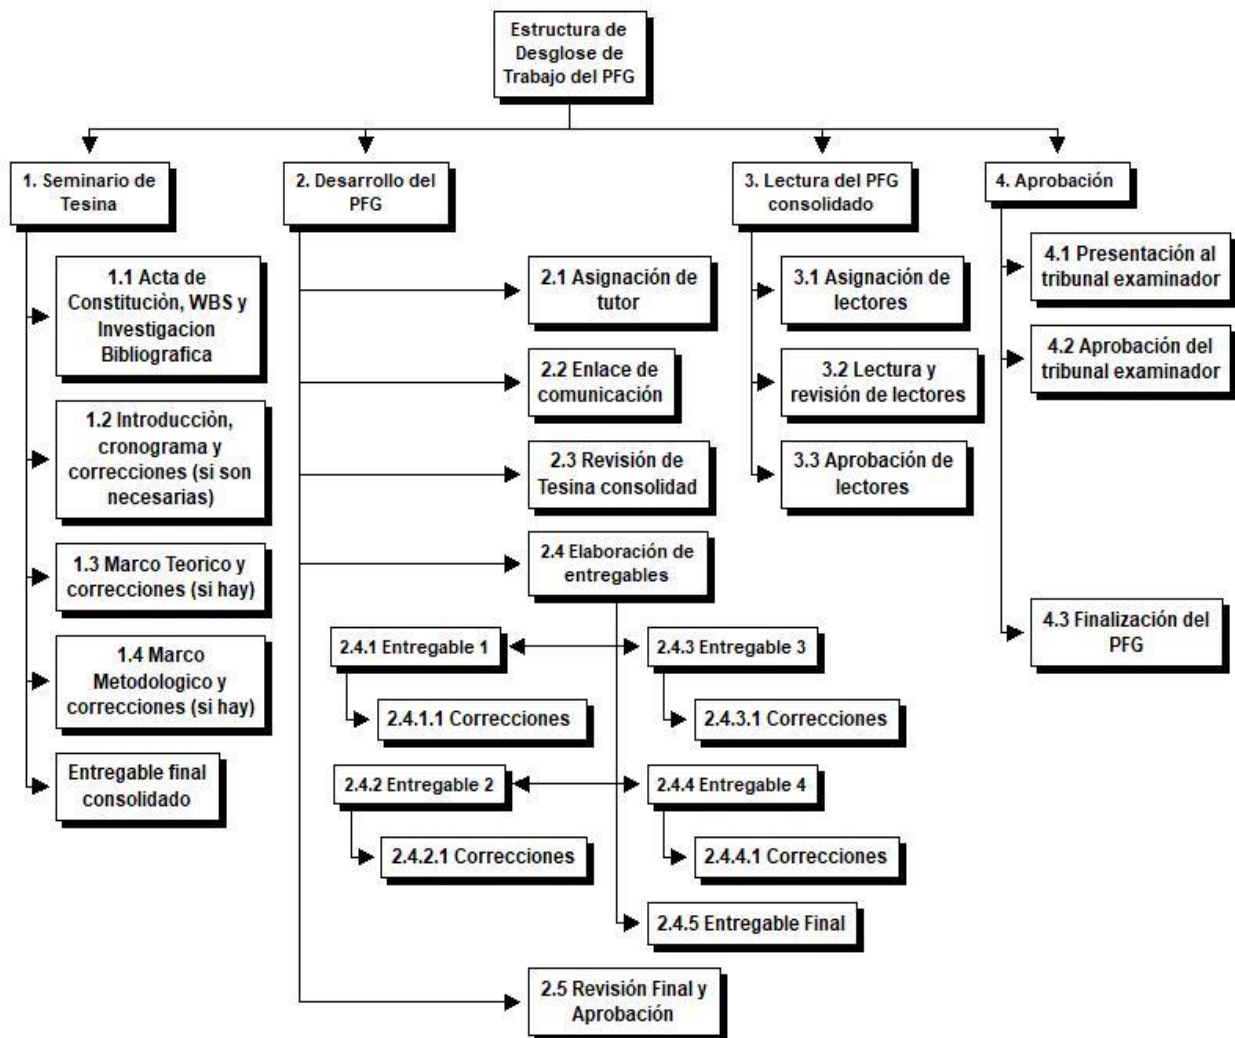 Estructura de
Desglose de
Trabajo del PFG
1. Seminario de
Tesina
1.1 Acta de
Constituciòn, WBS y
Investigacion
Bibliografica
1.2 Introducciòn,
cronograma y
correcciones (si son
necesarias)
1.3 Marco Teorico y
correcciones (si hay)
1.4 Marco
Metodologico y
correcciones (si hay)
Entregable final
consolidado
2. Desarrollo del
PFG
2.1 Asignación de
tutor
2.2 Enlace de
comunicación
2.3 Revisión de
Tesina consolidad
2.4 Elaboración de
entregables
2.4.1 Entregable 1
2.4.1.1 Correcciones
2.4.2 Entregable 2
2.4.2.1 Correcciones
2.4.3 Entregable 3
2.4.3.1 Correcciones
2.4.4 Entregable 4
2.4.4.1 Correcciones
2.4.5 Entregable Final
2.5 Revisión Final y
Aprobación
3. Lectura del PFG
consolidado
3.1 Asignación de
lectores
3.2 Lectura y
revisión de lectores
3.3 Aprobación de
lectores
4. Aprobación
4.1 Presentación al
tribunal examinador
4.2 Aprobación del
tribunal examinador
4.3 Finalización del
PFG